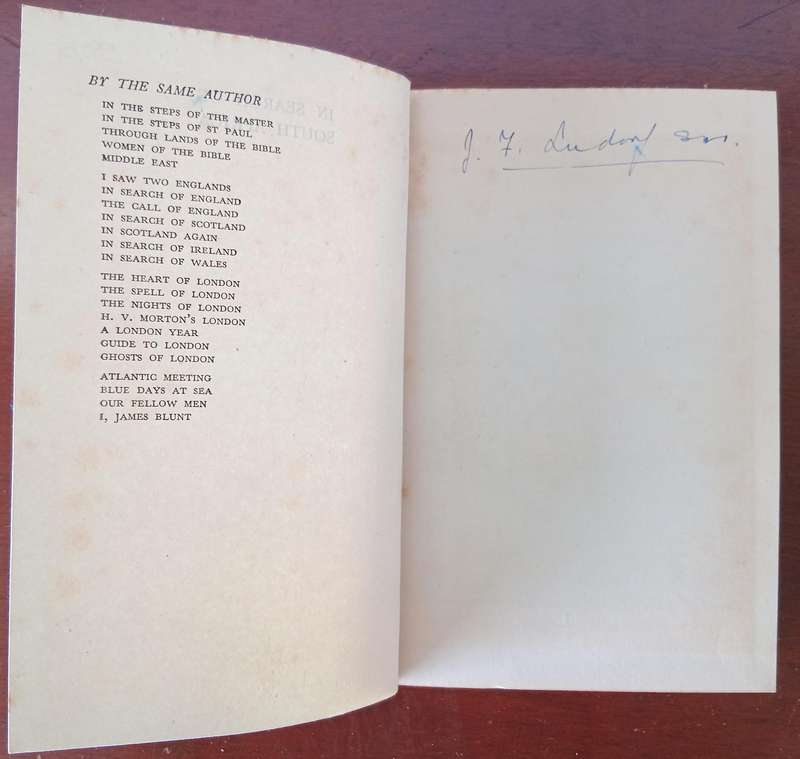 BY THE SAME AUTHOR
IN THE STEPS OF THE MASTER
IN THE STEPS OF ST PAUL
THROUGH LANDS OF THE BIBLE
WOMEN OF THE BIBLE
MIDDLE EAST
I SAW TWO ENGLANDS
IN SEARCH OF ENGLAND
THE CALL OF ENGLAND
IN SEARCH OF SCOTLAND
IN SCOTLAND AGAIN
IN SEARCH OF IRELAND
IN SEARCH OF WALES
THE HEART OF LONDON
THE SPELL OF LONDON
THE NIGHTS OF LONDON
H. V. MORTON'S LONDON
A LONDON YEAR
GUIDE TO LONDON
GHOSTS OF LONDON
ATLANTIC MEETING
BLUE DAYS AT SEA
OUR FELLOW MEN
I, JAMES BLUNT
J. F. Ludorf